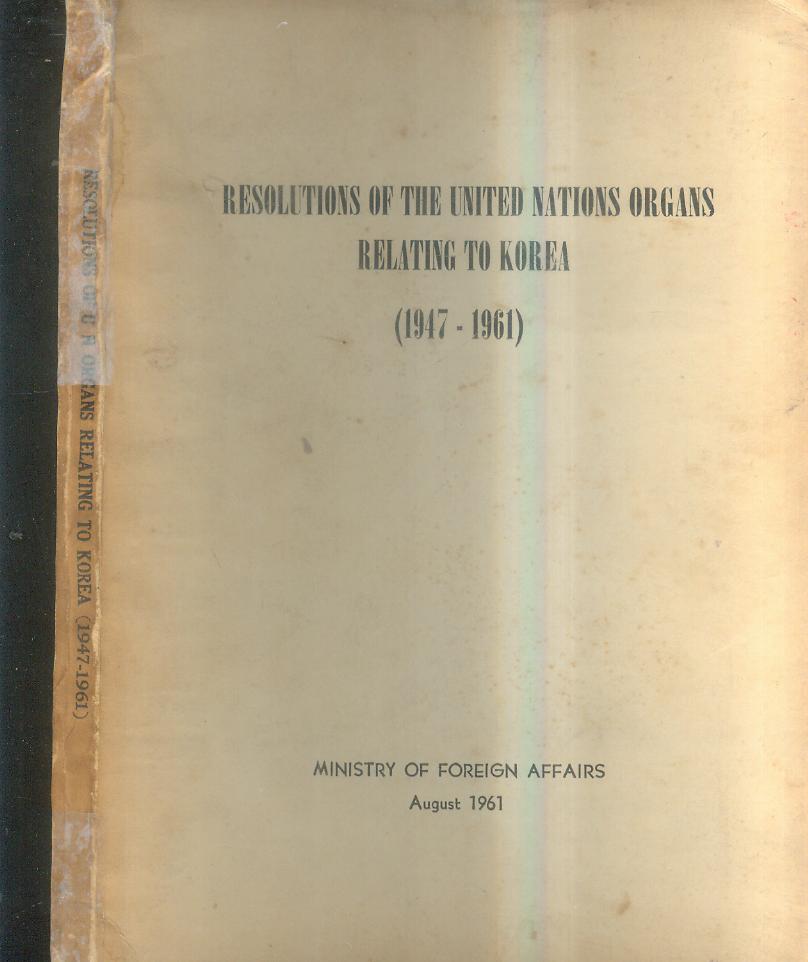 RESOLUTIONS OF THE UNITED NATIONS ORGANS
RELATING TO KOREA
(1947 - 1961)
MINISTRY OF FOREIGN AFFAIRS
August 1961
RESOLUTIONS OF U N ORGANS RELATING TO KOREA (1947-1961)